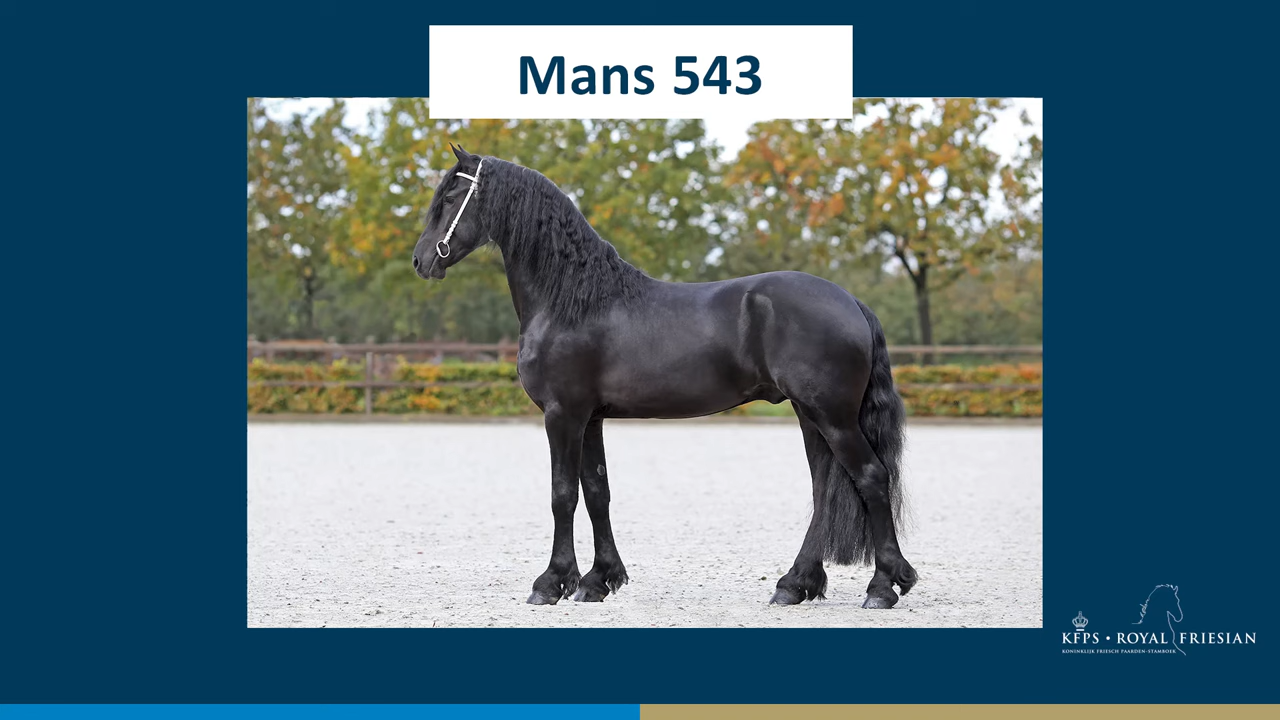 Mans 543
KFPS • ROYAL FRIESIAN
KONINKLIJK FRIESCH PAARDEN-STAMBOEK